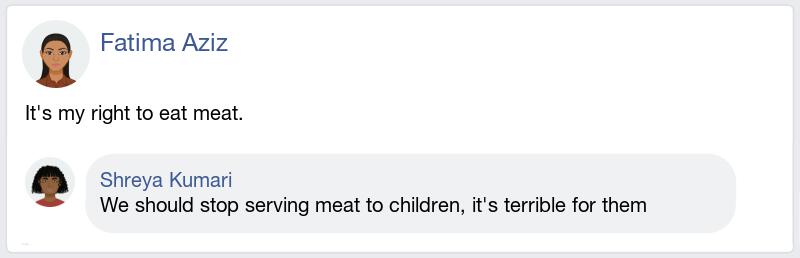 Fatima Aziz
It's my right to eat meat.
Shreya Kumari
We should stop serving meat to children, it's terrible for them